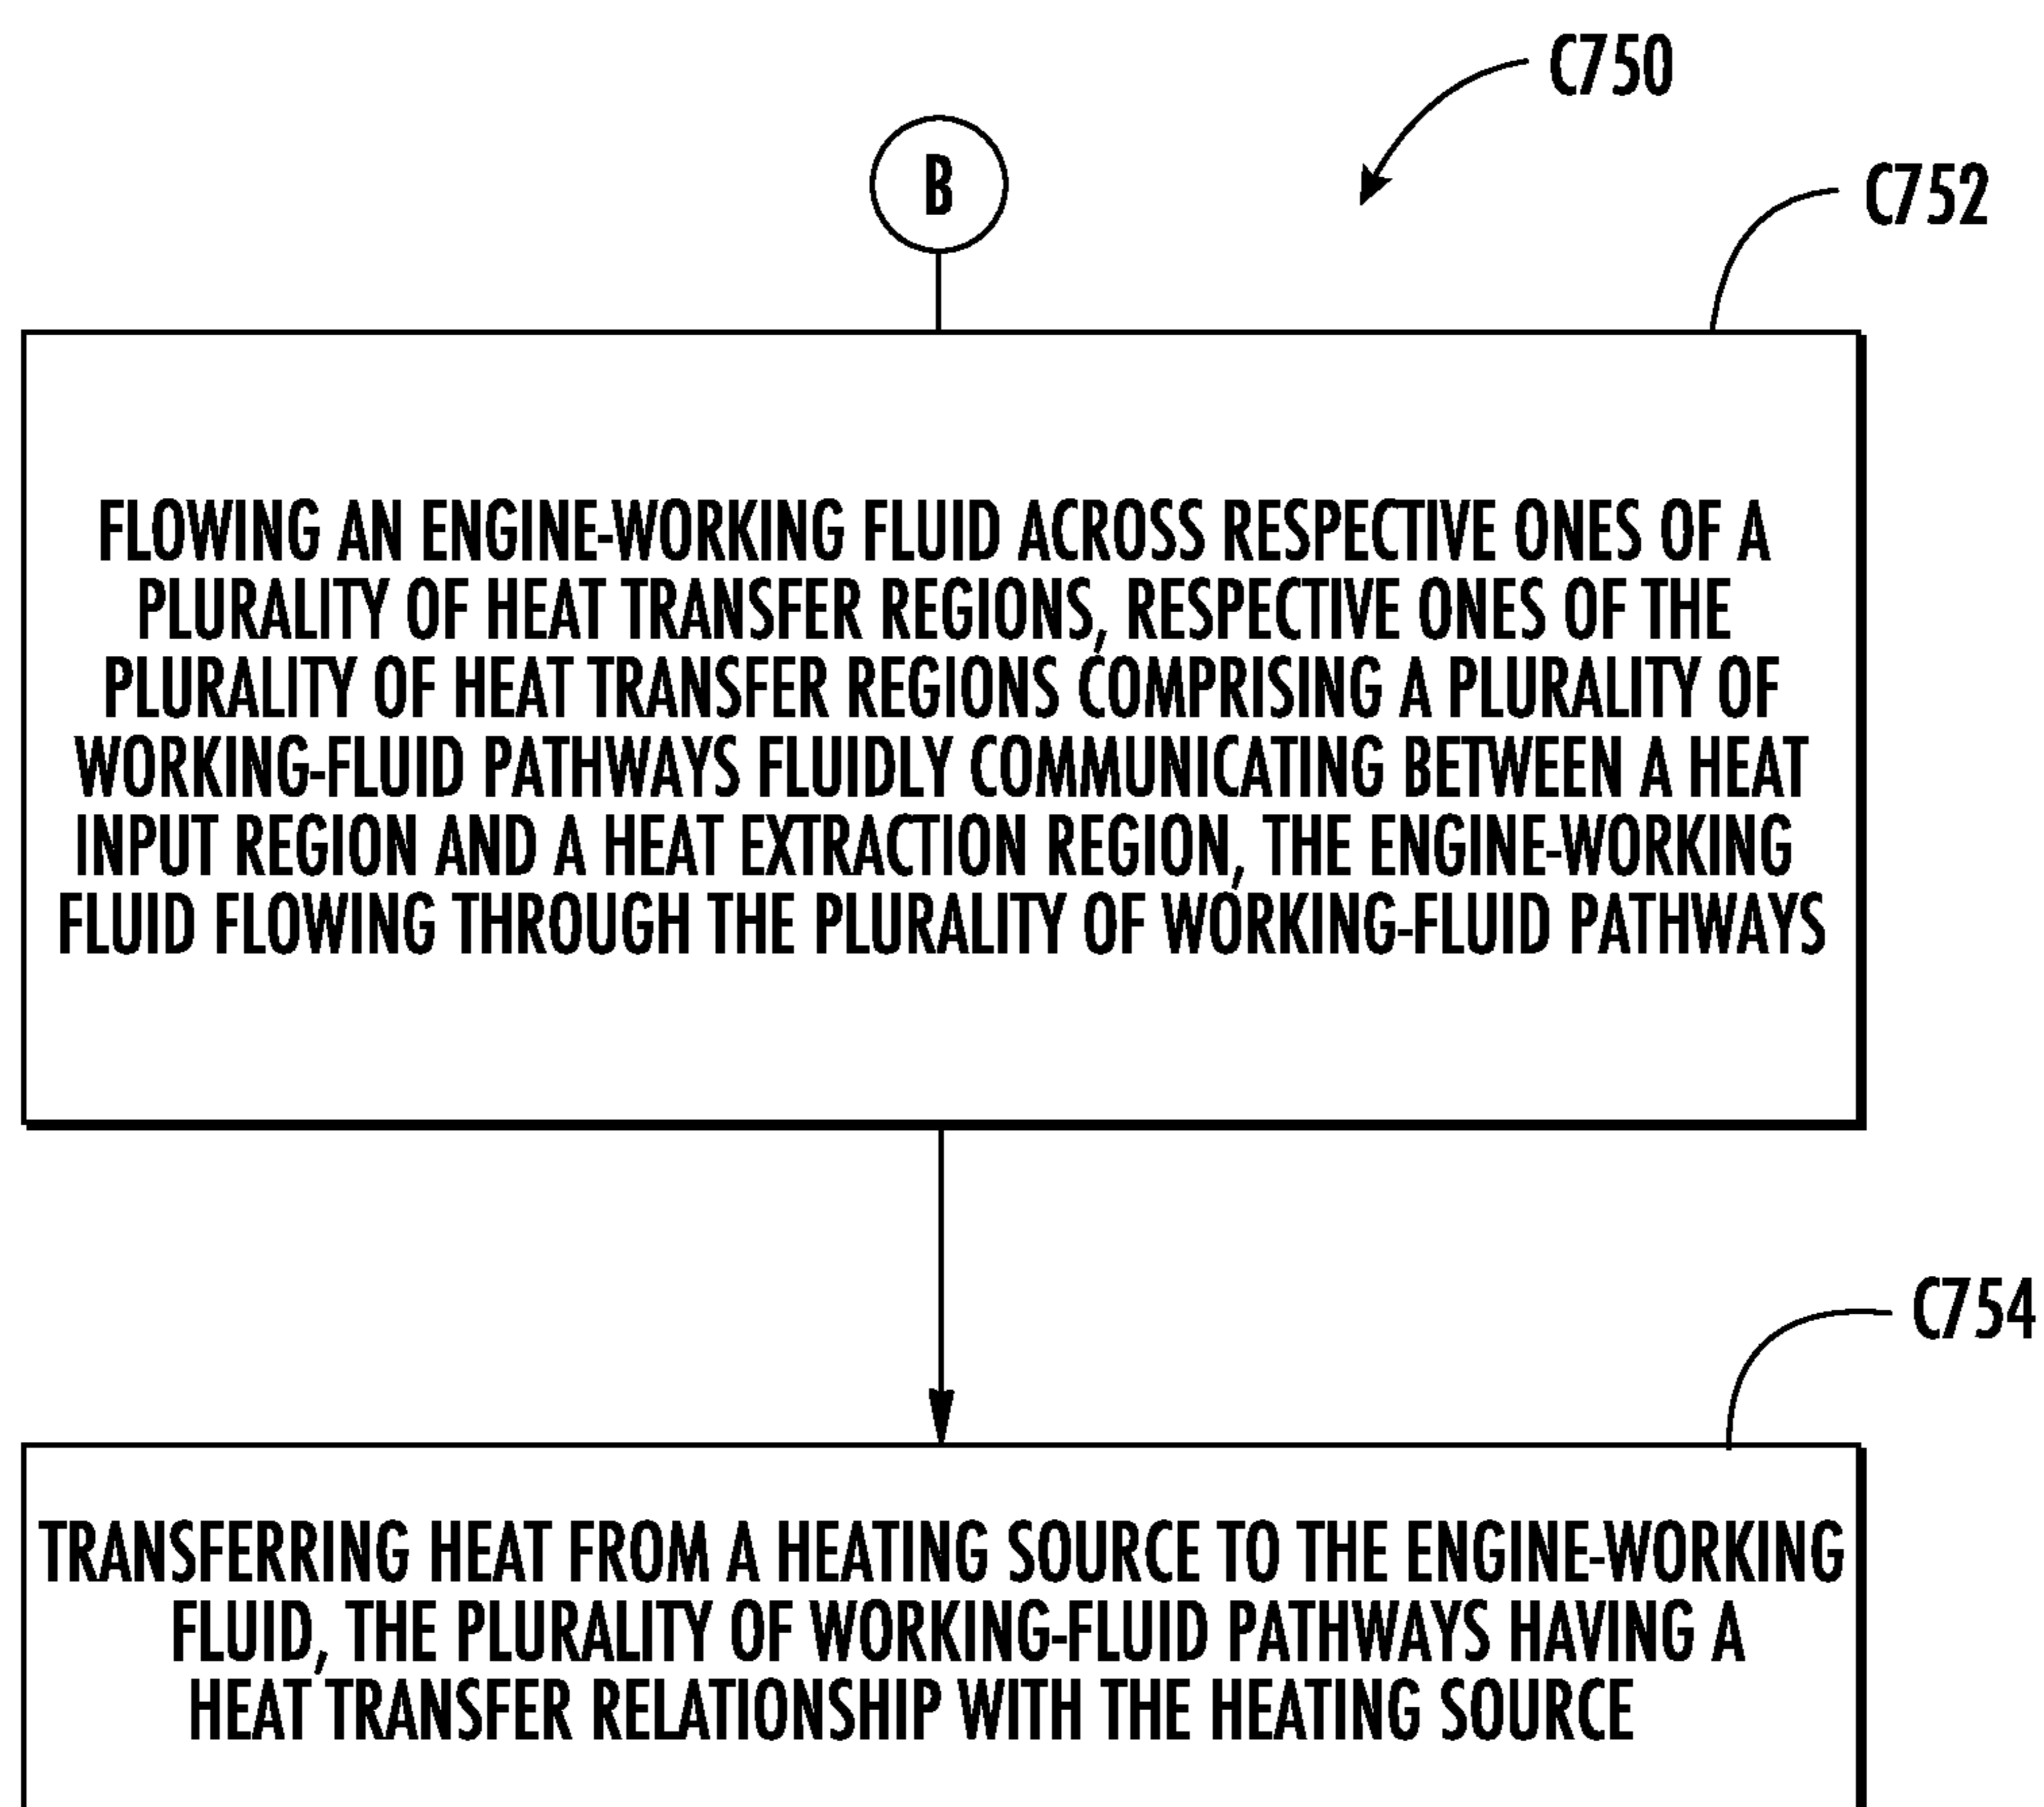 C750
B
C752
FLOWING AN ENGINE-WORKING FLUID ACROSS RESPECTIVE ONES OF A
PLURALITY OF HEAT TRANSFER REGIONS, RESPECTIVE ONES OF THE
PLURALITY OF HEAT TRANSFER REGIONS COMPRISING A PLURALITY OF
WORKING-FLUID PATHWAYS FLUIDLY COMMUNICATING BETWEEN A HEAT
INPUT REGION AND A HEAT EXTRACTION REGION, THE ENGINE-WORKING
FLUID FLOWING THROUGH THE PLURALITY OF WORKING-FLUID PATHWAYS
C754
TRANSFERRING HEAT FROM A HEATING SOURCE TO THE ENGINE-WORKING
FLUID, THE PLURALITY OF WORKING-FLUID PATHWAYS HAVING A
HEAT TRANSFER RELATIONSHIP WITH THE HEATING SOURCE